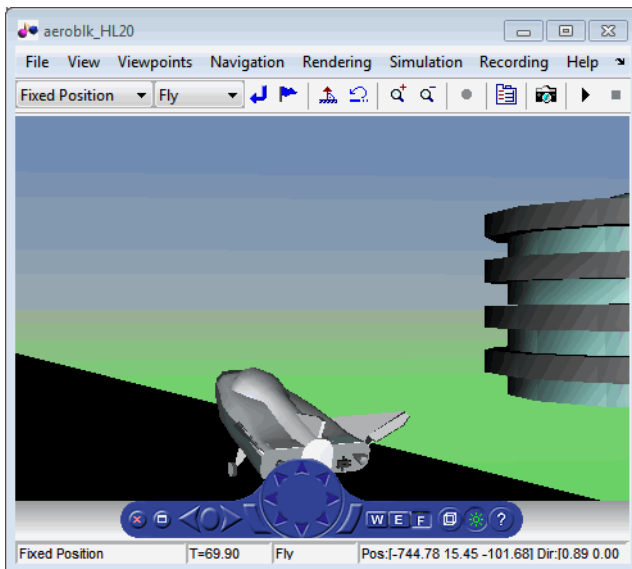 aeroblk_HL20
File View Viewpoints Navigation Rendering Simulation Recording Help
Fixed Position Fly
W E F ?
Fixed Position T=69.90 Fly Pos:[-744.78 15.45 -101.68] Dir:[0.89 0.00